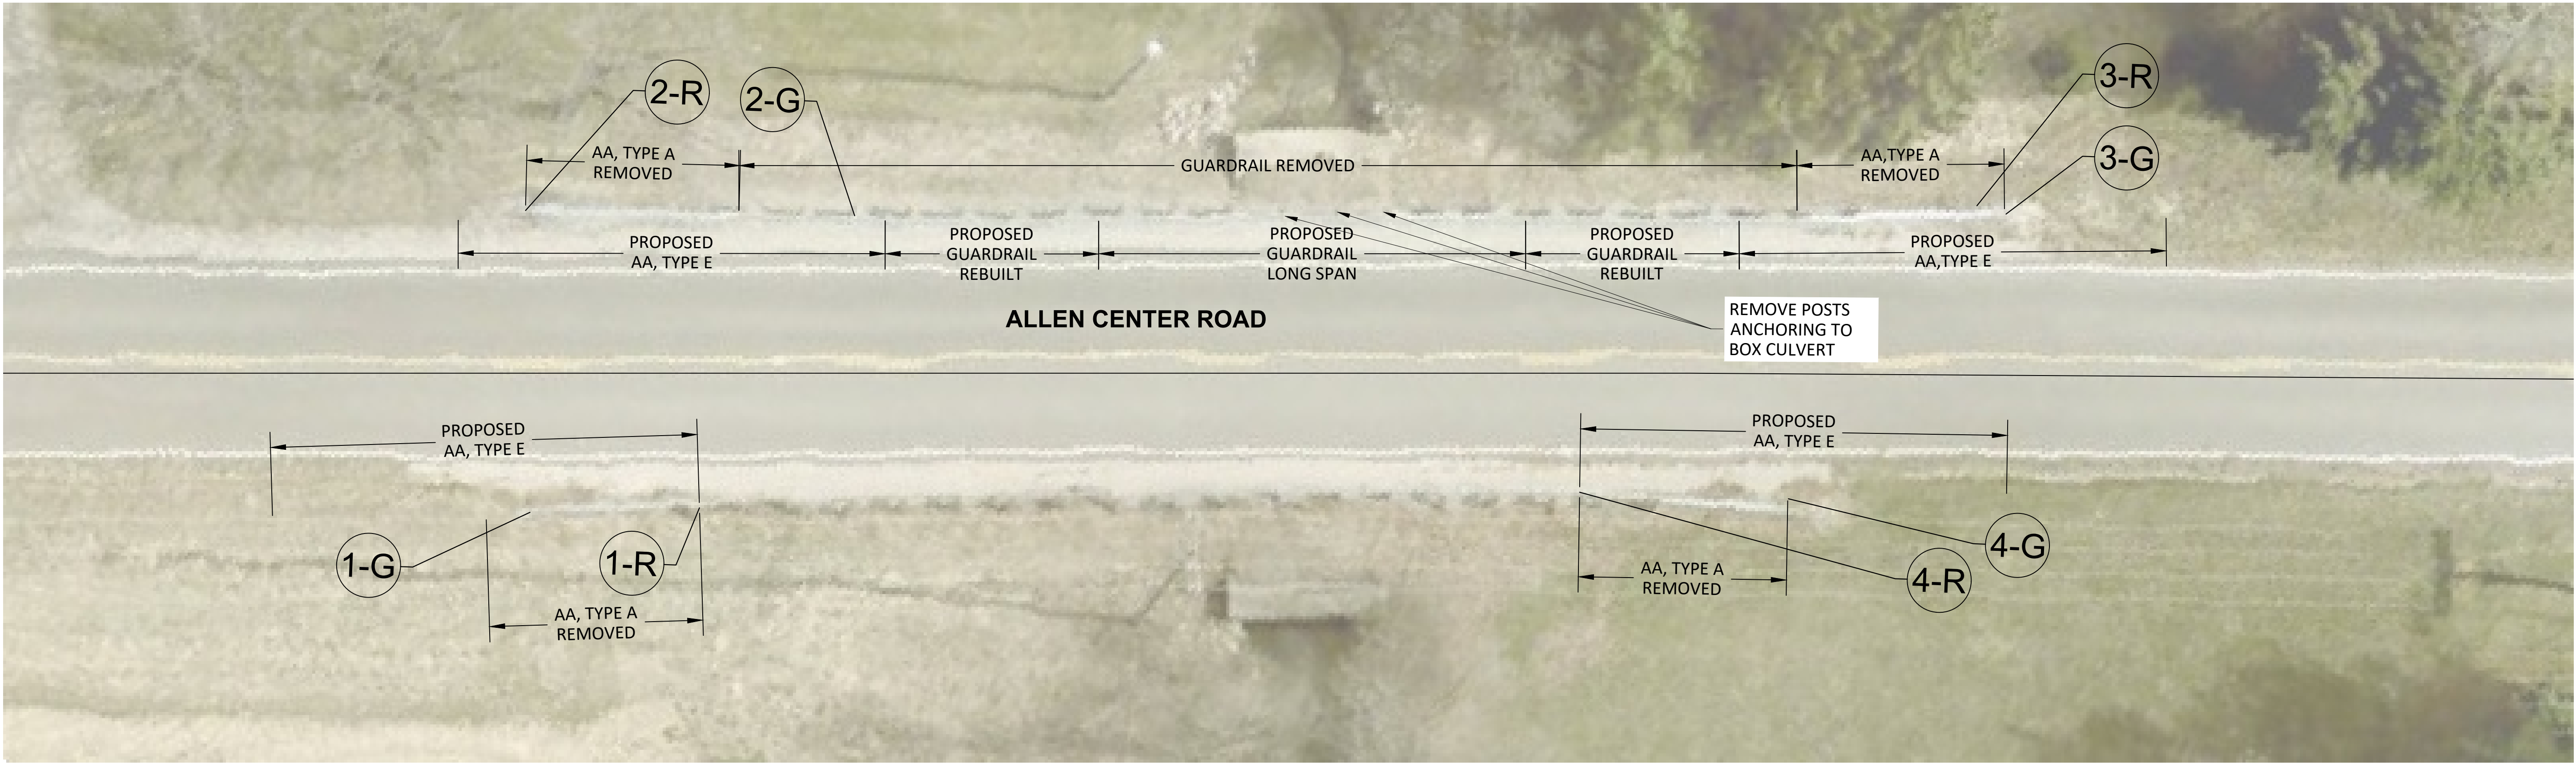 2-R
2-G
3-R
3-G
AA, TYPE A
REMOVED
GUARDRAIL REMOVED
AA,TYPE A
REMOVED
PROPOSED
AA, TYPE E
PROPOSED
GUARDRAIL
REBUILT
PROPOSED
GUARDRAIL
LONG SPAN
PROPOSED
GUARDRAIL
REBUILT
PROPOSED
AA,TYPE E
ALLEN CENTER ROAD
REMOVE POSTS
ANCHORING TO
BOX CULVERT
PROPOSED
AA, TYPE E
PROPOSED
AA, TYPE E
1-G
1-R
4-G
4-R
AA, TYPE A
REMOVED
AA, TYPE A
REMOVED